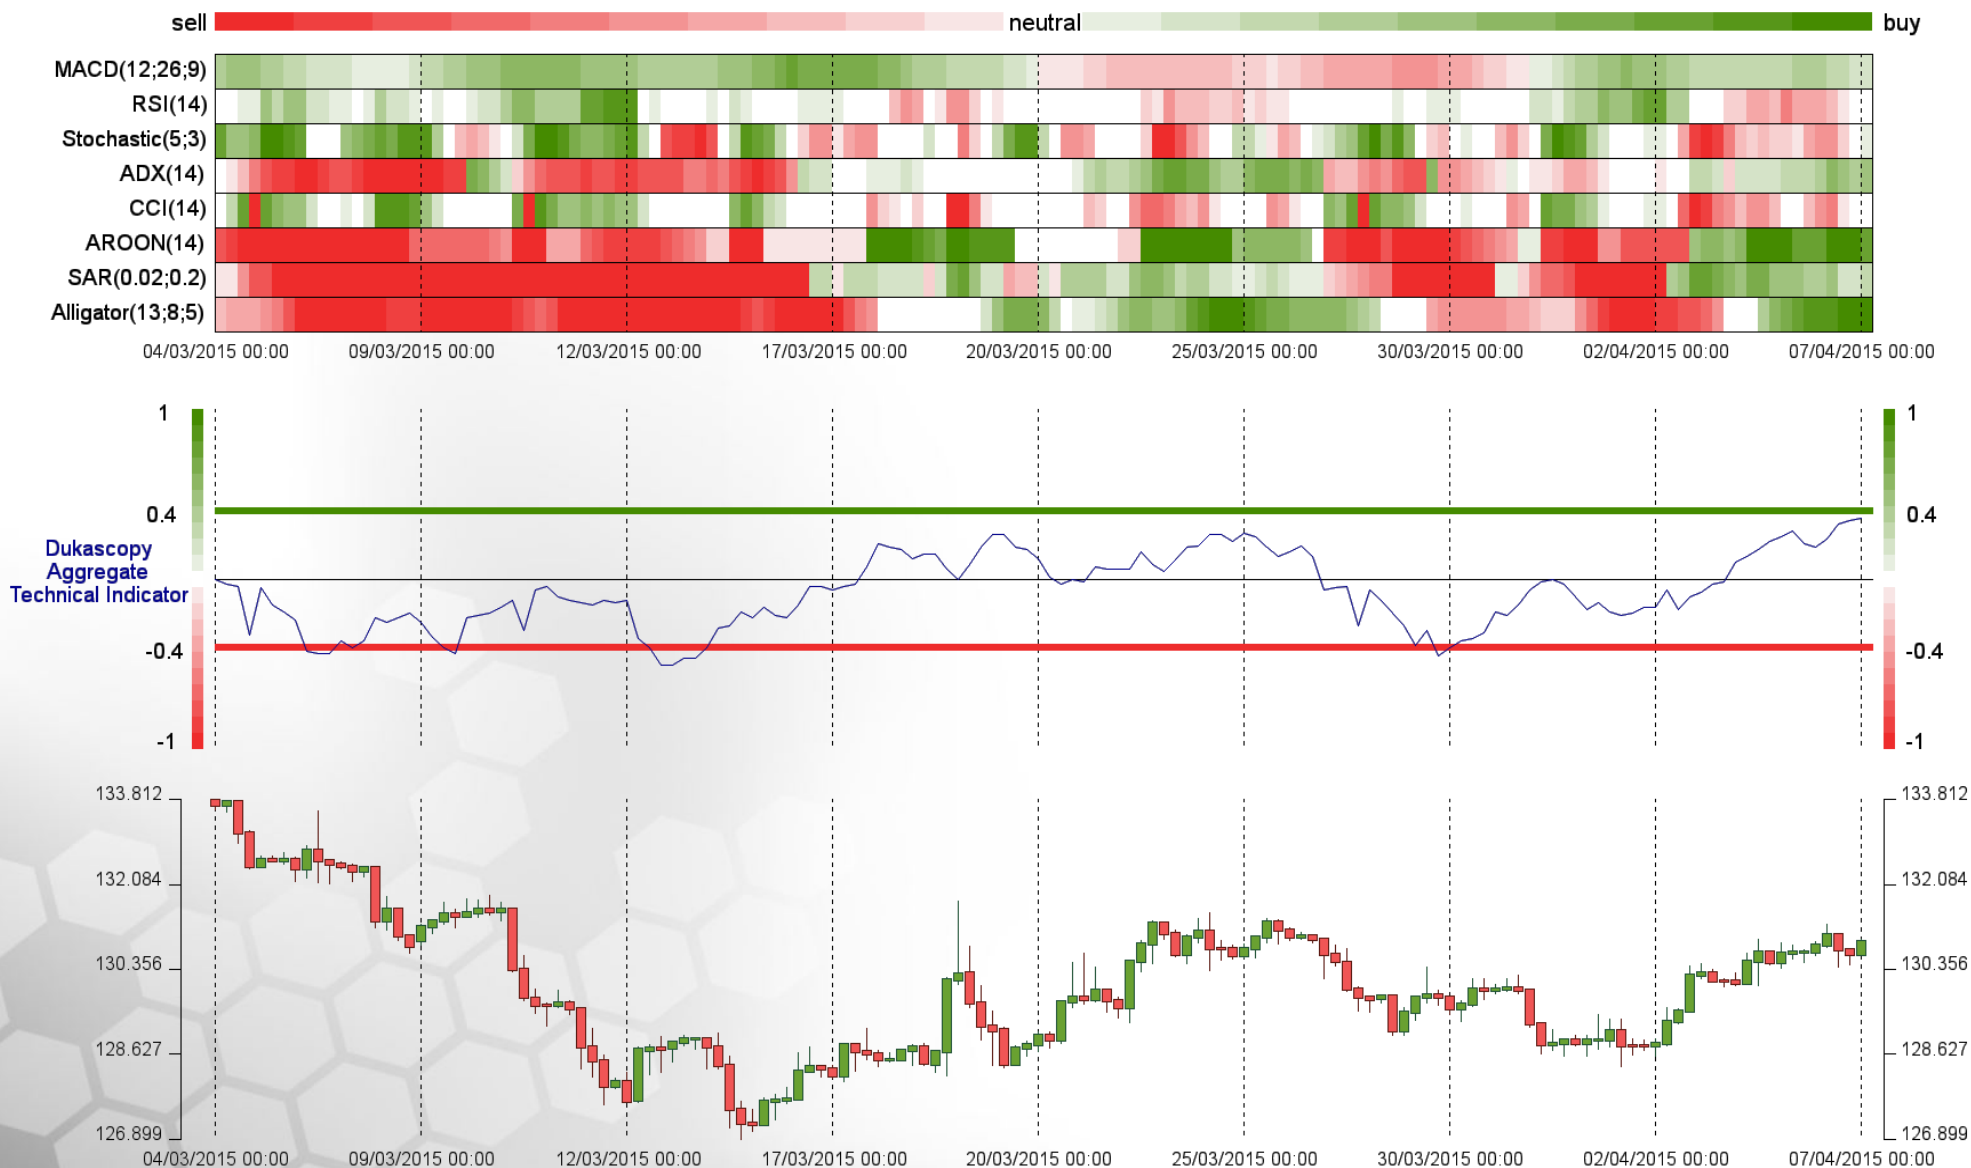 sell neutral buy
MACD(12;26;9)
RSI(14)
Stochastic(5;3)
ADX(14)
CCI(14)
AROON(14)
SAR(0.02;0.2)
Alligator(13;8;5)
04/03/2015 00:00 09/03/2015 00:00 12/03/2015 00:00 17/03/2015 00:00 20/03/2015 00:00 25/03/2015 00:00 30/03/2015 00:00 02/04/2015 00:00 07/04/2015 00:00
1 1
0.4 0.4
Dukascopy
Aggregate
Technical Indicator
-0.4 -0.4
-1 -1
133.812 133.812
132.084 132.084
130.356 130.356
128.627 128.627
126.899 126.899
04/03/2015 00:00 09/03/2015 00:00 12/03/2015 00:00 17/03/2015 00:00 20/03/2015 00:00 25/03/2015 00:00 30/03/2015 00:00 02/04/2015 00:00 07/04/2015 00:00